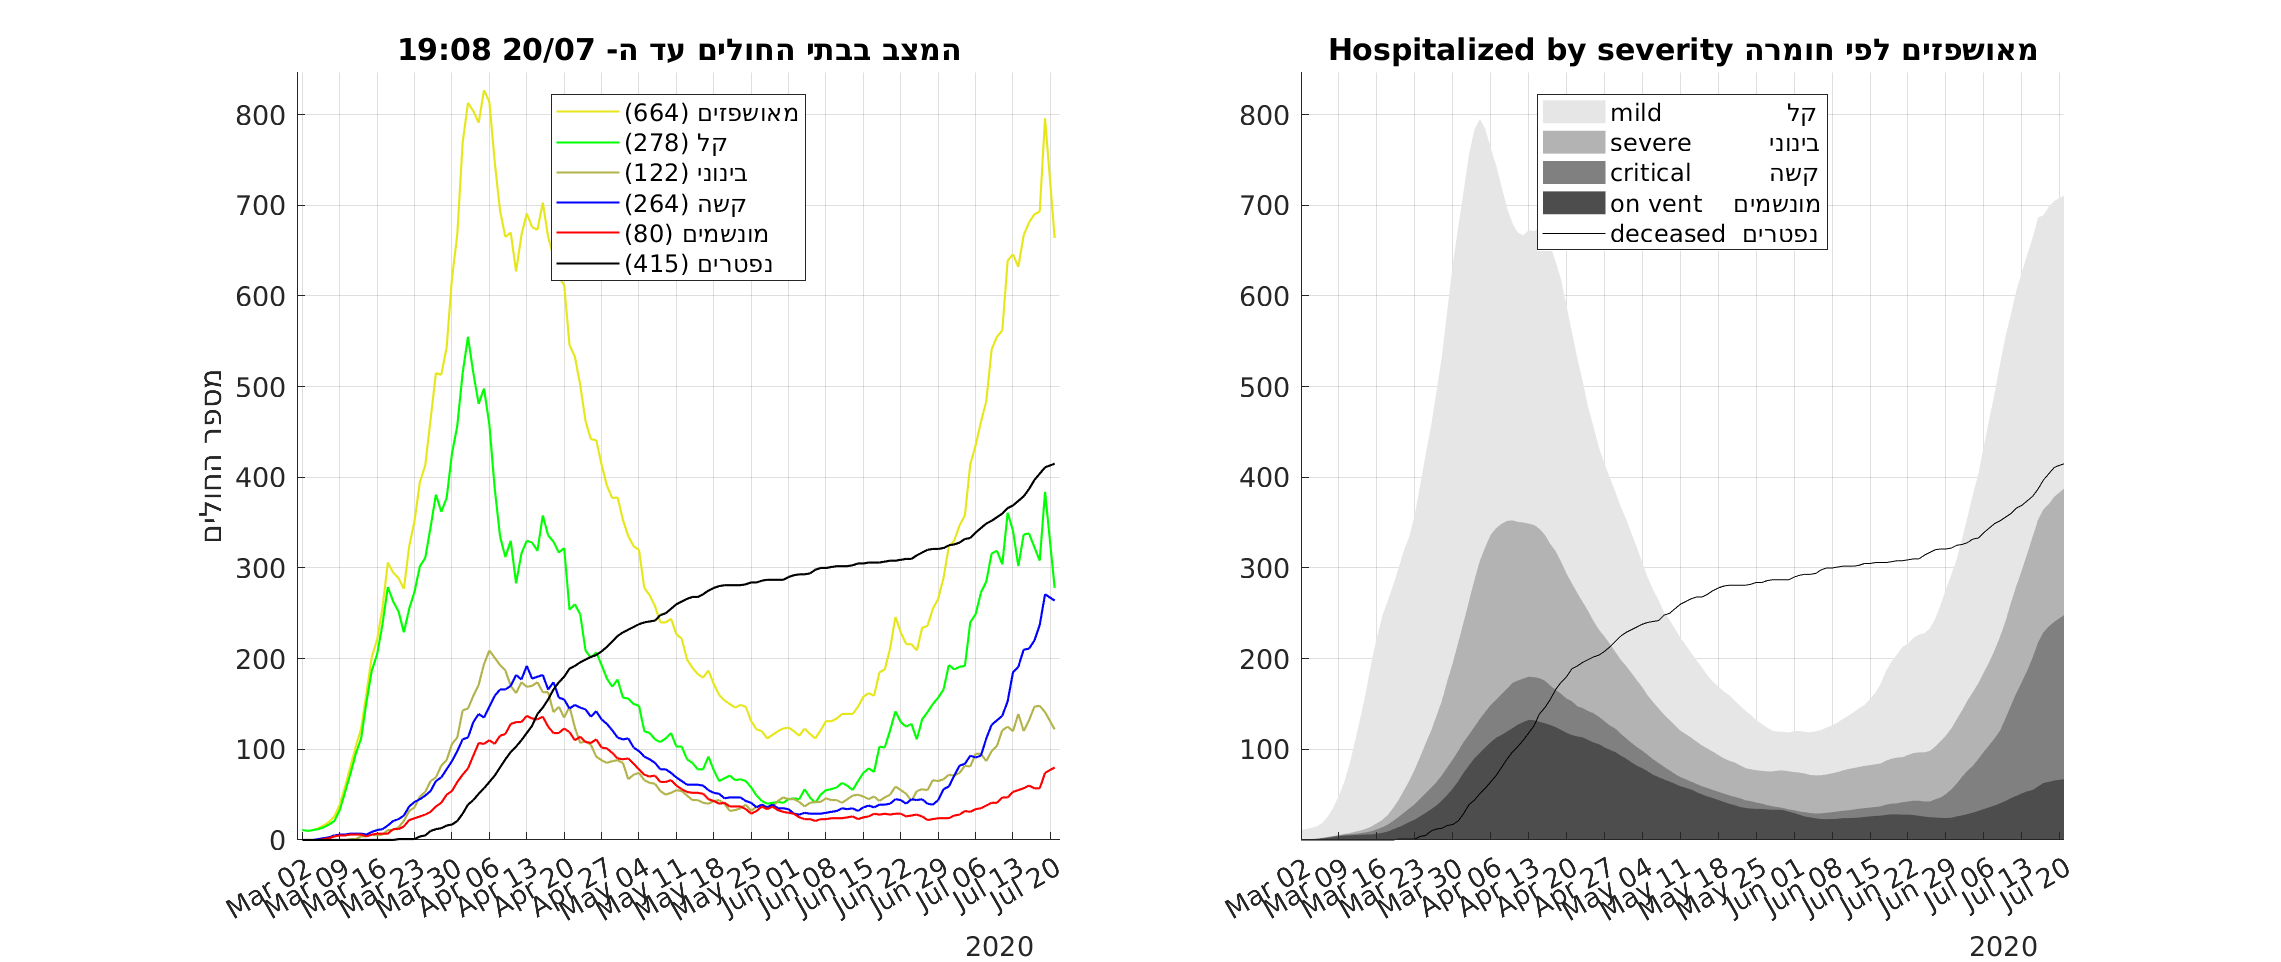 המצב בבתי החולים עד ה- 20/07 19:08
מספר החולים
800
700
600
500
400
300
200
100
0
מאושפזים (664)
קל (278)
בינוני (122)
קשה (264)
מונשמים (80)
נפטרים (415)
Mar 02
Mar 09
Mar 16
Mar 23
Mar 30
Apr 06
Apr 13
Apr 20
Apr 27
May 04
May 11
May 18
May 25
Jun 01
Jun 08
Jun 15
Jun 22
Jun 29
Jul 06
Jul 13
Jul 20
2020
מאושפזים לפי חומרה Hospitalized by severity
800
700
600
500
400
300
200
100
mild קל
severe בינוני
critical קשה
on vent מונשמים
deceased נפטרים
Mar 02
Mar 09
Mar 16
Mar 23
Mar 30
Apr 06
Apr 13
Apr 20
Apr 27
May 04
May 11
May 18
May 25
Jun 01
Jun 08
Jun 15
Jun 22
Jun 29
Jul 06
Jul 13
Jul 20
2020